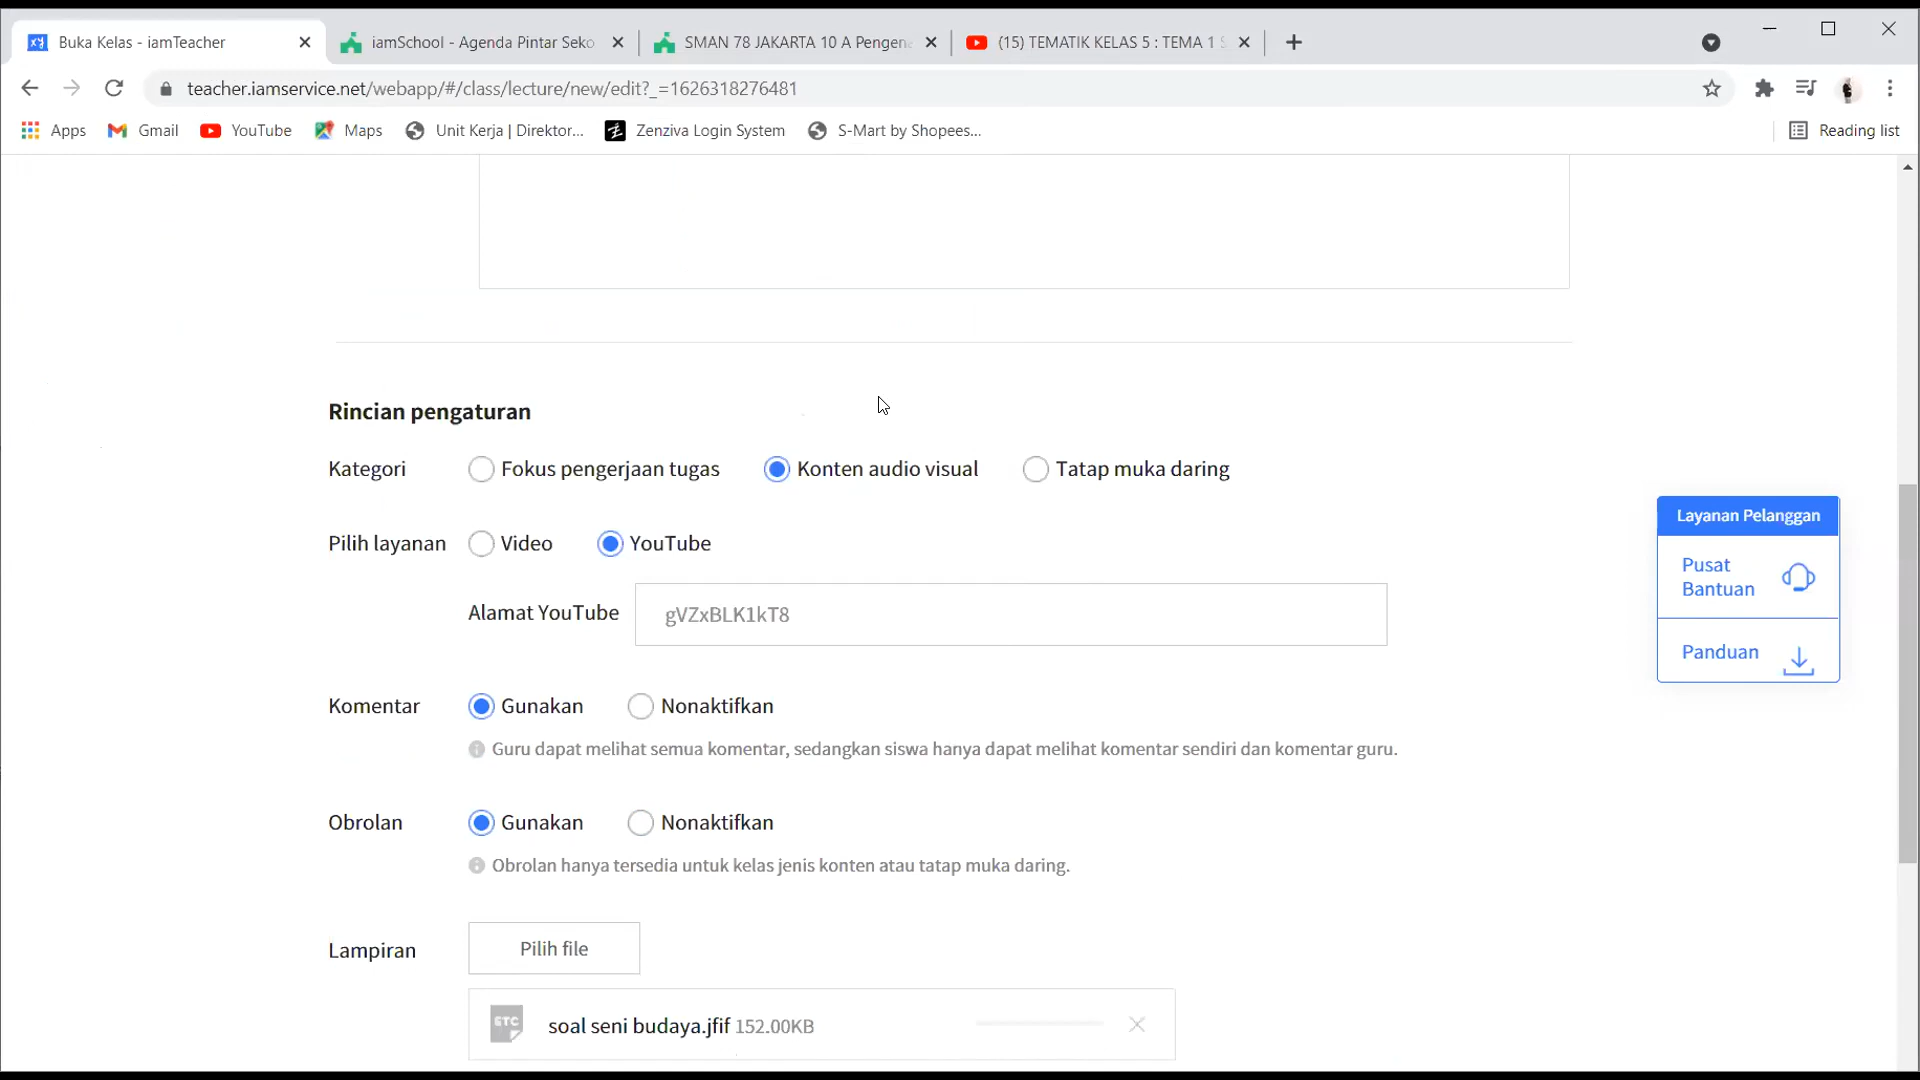 Buka Kelas - iamTeacher
iamSchool - Agenda Pintar Seko
SMAN 78 JAKARTA 10 A Pengena
(15) TEMATIK KELAS 5 : TEMA 1 S
teacher.iamservice.net/webapp/#/class/lecture/new/edit?_=1626318276481
Apps
Gmail
YouTube
Maps
Unit Kerja | Direktor...
Zenziva Login System
S-Mart by Shopees...
Reading list
Rincian pengaturan
Kategori
Fokus pengerjaan tugas
Konten audio visual
Tatap muka daring
Pilih layanan
Video
YouTube
Alamat YouTube
gVZxBLK1kT8
Komentar
Gunakan
Nonaktifkan
Guru dapat melihat semua komentar, sedangkan siswa hanya dapat melihat komentar sendiri dan komentar guru.
Obrolan
Gunakan
Nonaktifkan
Obrolan hanya tersedia untuk kelas jenis konten atau tatap muka daring.
Lampiran
Pilih file
ETC
soal seni budaya.jfif 152.00KB
Layanan Pelanggan
Pusat
Bantuan
Panduan